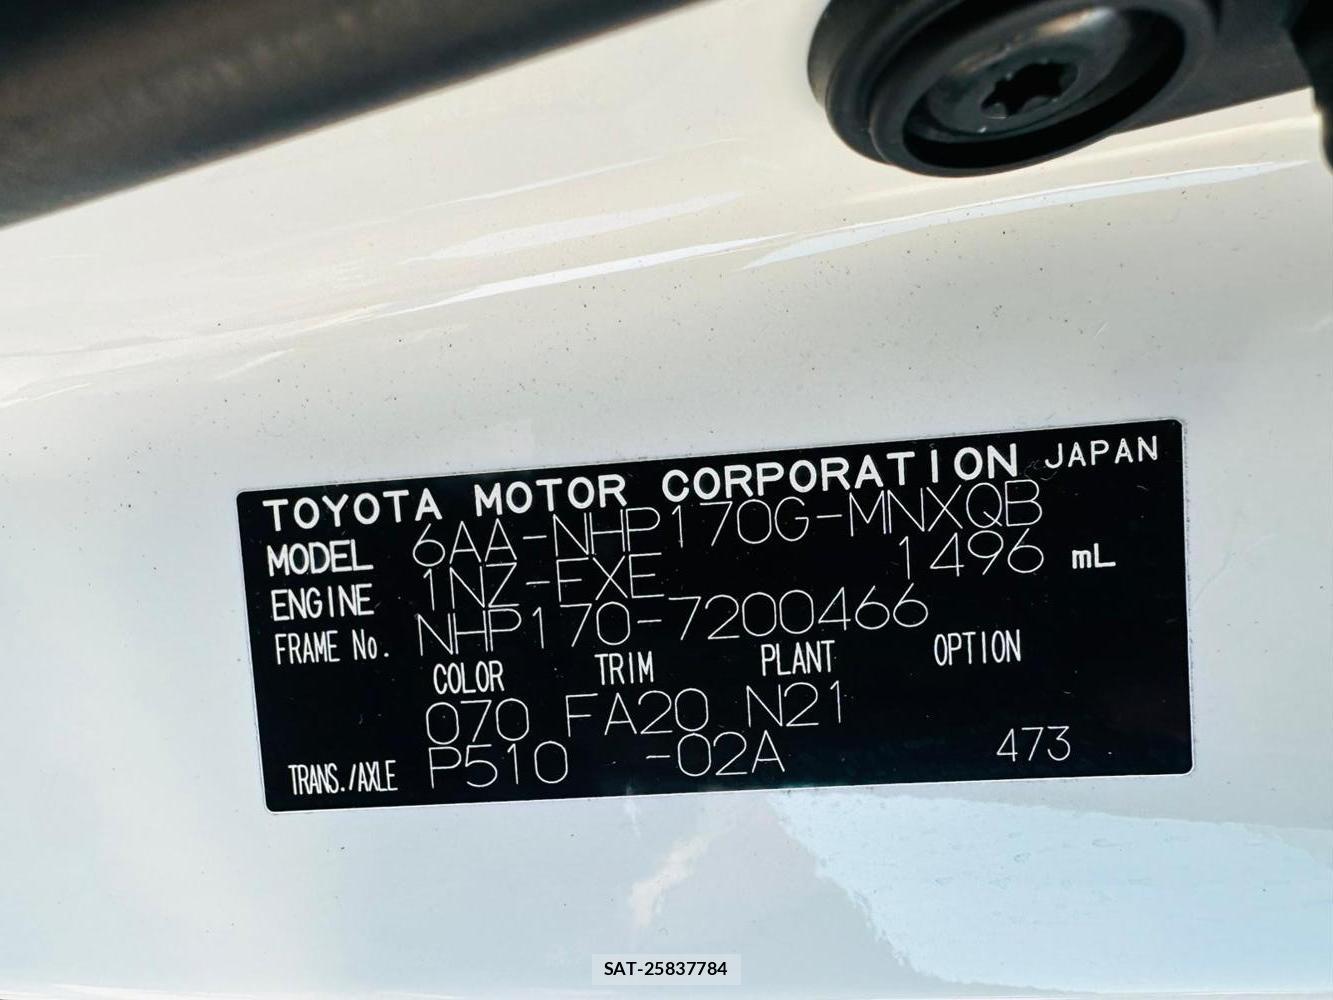 TOYOTA MOTOR CORPORATION JAPAN
MODEL 6AA-NHP170G-MNXQB
ENGINE 1NZ-FXE 1496 mL
FRAME No. NHP170-7200466
COLOR TRIM PLANT OPTION
070 FA20 N21
TRANS./AXLE P510 -02A 473
SAT-25837784